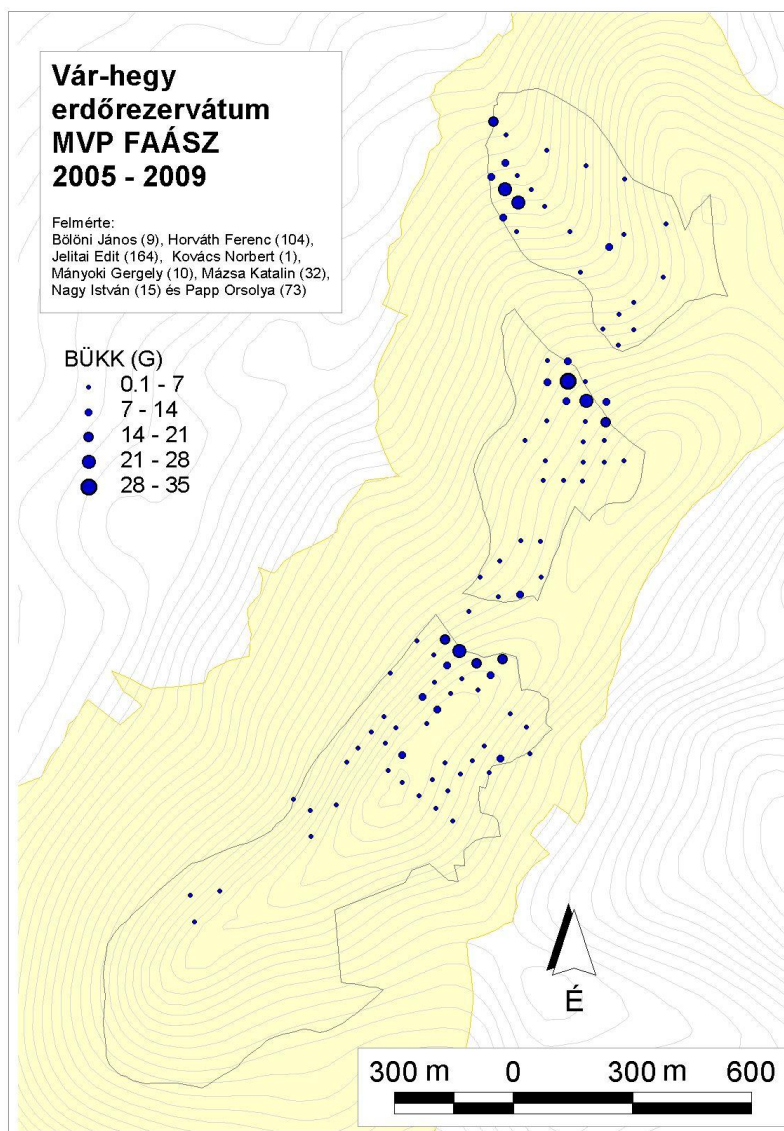 Vár-hegy
erdőrezervátum
MVP FAÁSZ
2005 - 2009
Felmérte:
Bölöni János (9), Horváth Ferenc (104),
Jelitai Edit (164), Kovács Norbert (1),
Mányoki Gergely (10), Mázsa Katalin (32),
Nagy István (15) és Papp Orsolya (73)
BÜKK (G)
0.1 - 7
7 - 14
14 - 21
21 - 28
28 - 35
É
300 m 0 300 m 600